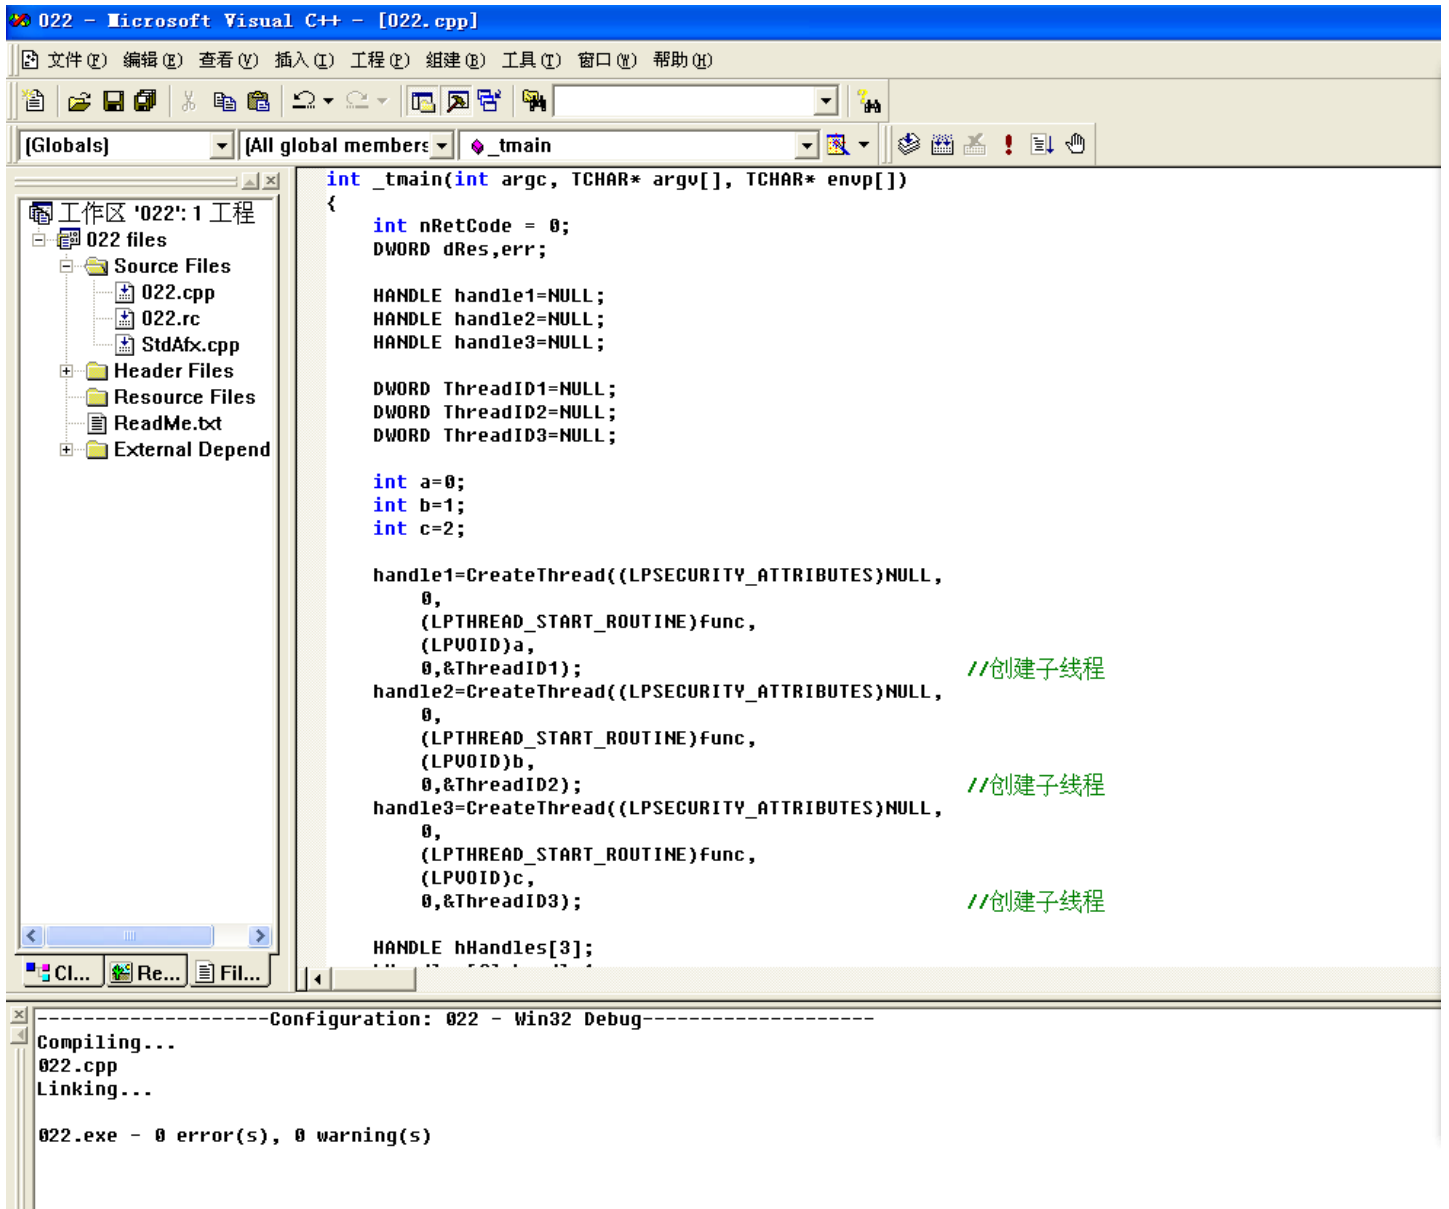 022 - Microsoft Visual C++ - [022.cpp]
文件(F) 编辑(E) 查看(V) 插入(I) 工程(P) 组建(B) 工具(T) 窗口(W) 帮助(H)
(Globals) (All global members _tmain
工作区 '022': 1 工程
022 files
Source Files
022.cpp
022.rc
StdAfx.cpp
Header Files
Resource Files
ReadMe.txt
External Depend
Cl... Re... Fil...
int _tmain(int argc, TCHAR* argv[], TCHAR* envp[])
{
int nRetCode = 0;
DWORD dRes,err;
HANDLE handle1=NULL;
HANDLE handle2=NULL;
HANDLE handle3=NULL;
DWORD ThreadID1=NULL;
DWORD ThreadID2=NULL;
DWORD ThreadID3=NULL;
int a=0;
int b=1;
int c=2;
handle1=CreateThread((LPSECURITY_ATTRIBUTES)NULL,
0,
(LPTHREAD_START_ROUTINE)func,
(LPVOID)a,
0,&ThreadID1); //创建子线程
handle2=CreateThread((LPSECURITY_ATTRIBUTES)NULL,
0,
(LPTHREAD_START_ROUTINE)func,
(LPVOID)b,
0,&ThreadID2); //创建子线程
handle3=CreateThread((LPSECURITY_ATTRIBUTES)NULL,
0,
(LPTHREAD_START_ROUTINE)func,
(LPVOID)c,
0,&ThreadID3); //创建子线程
HANDLE hHandles[3];
--------------------Configuration: 022 - Win32 Debug--------------------
Compiling...
022.cpp
Linking...
022.exe - 0 error(s), 0 warning(s)